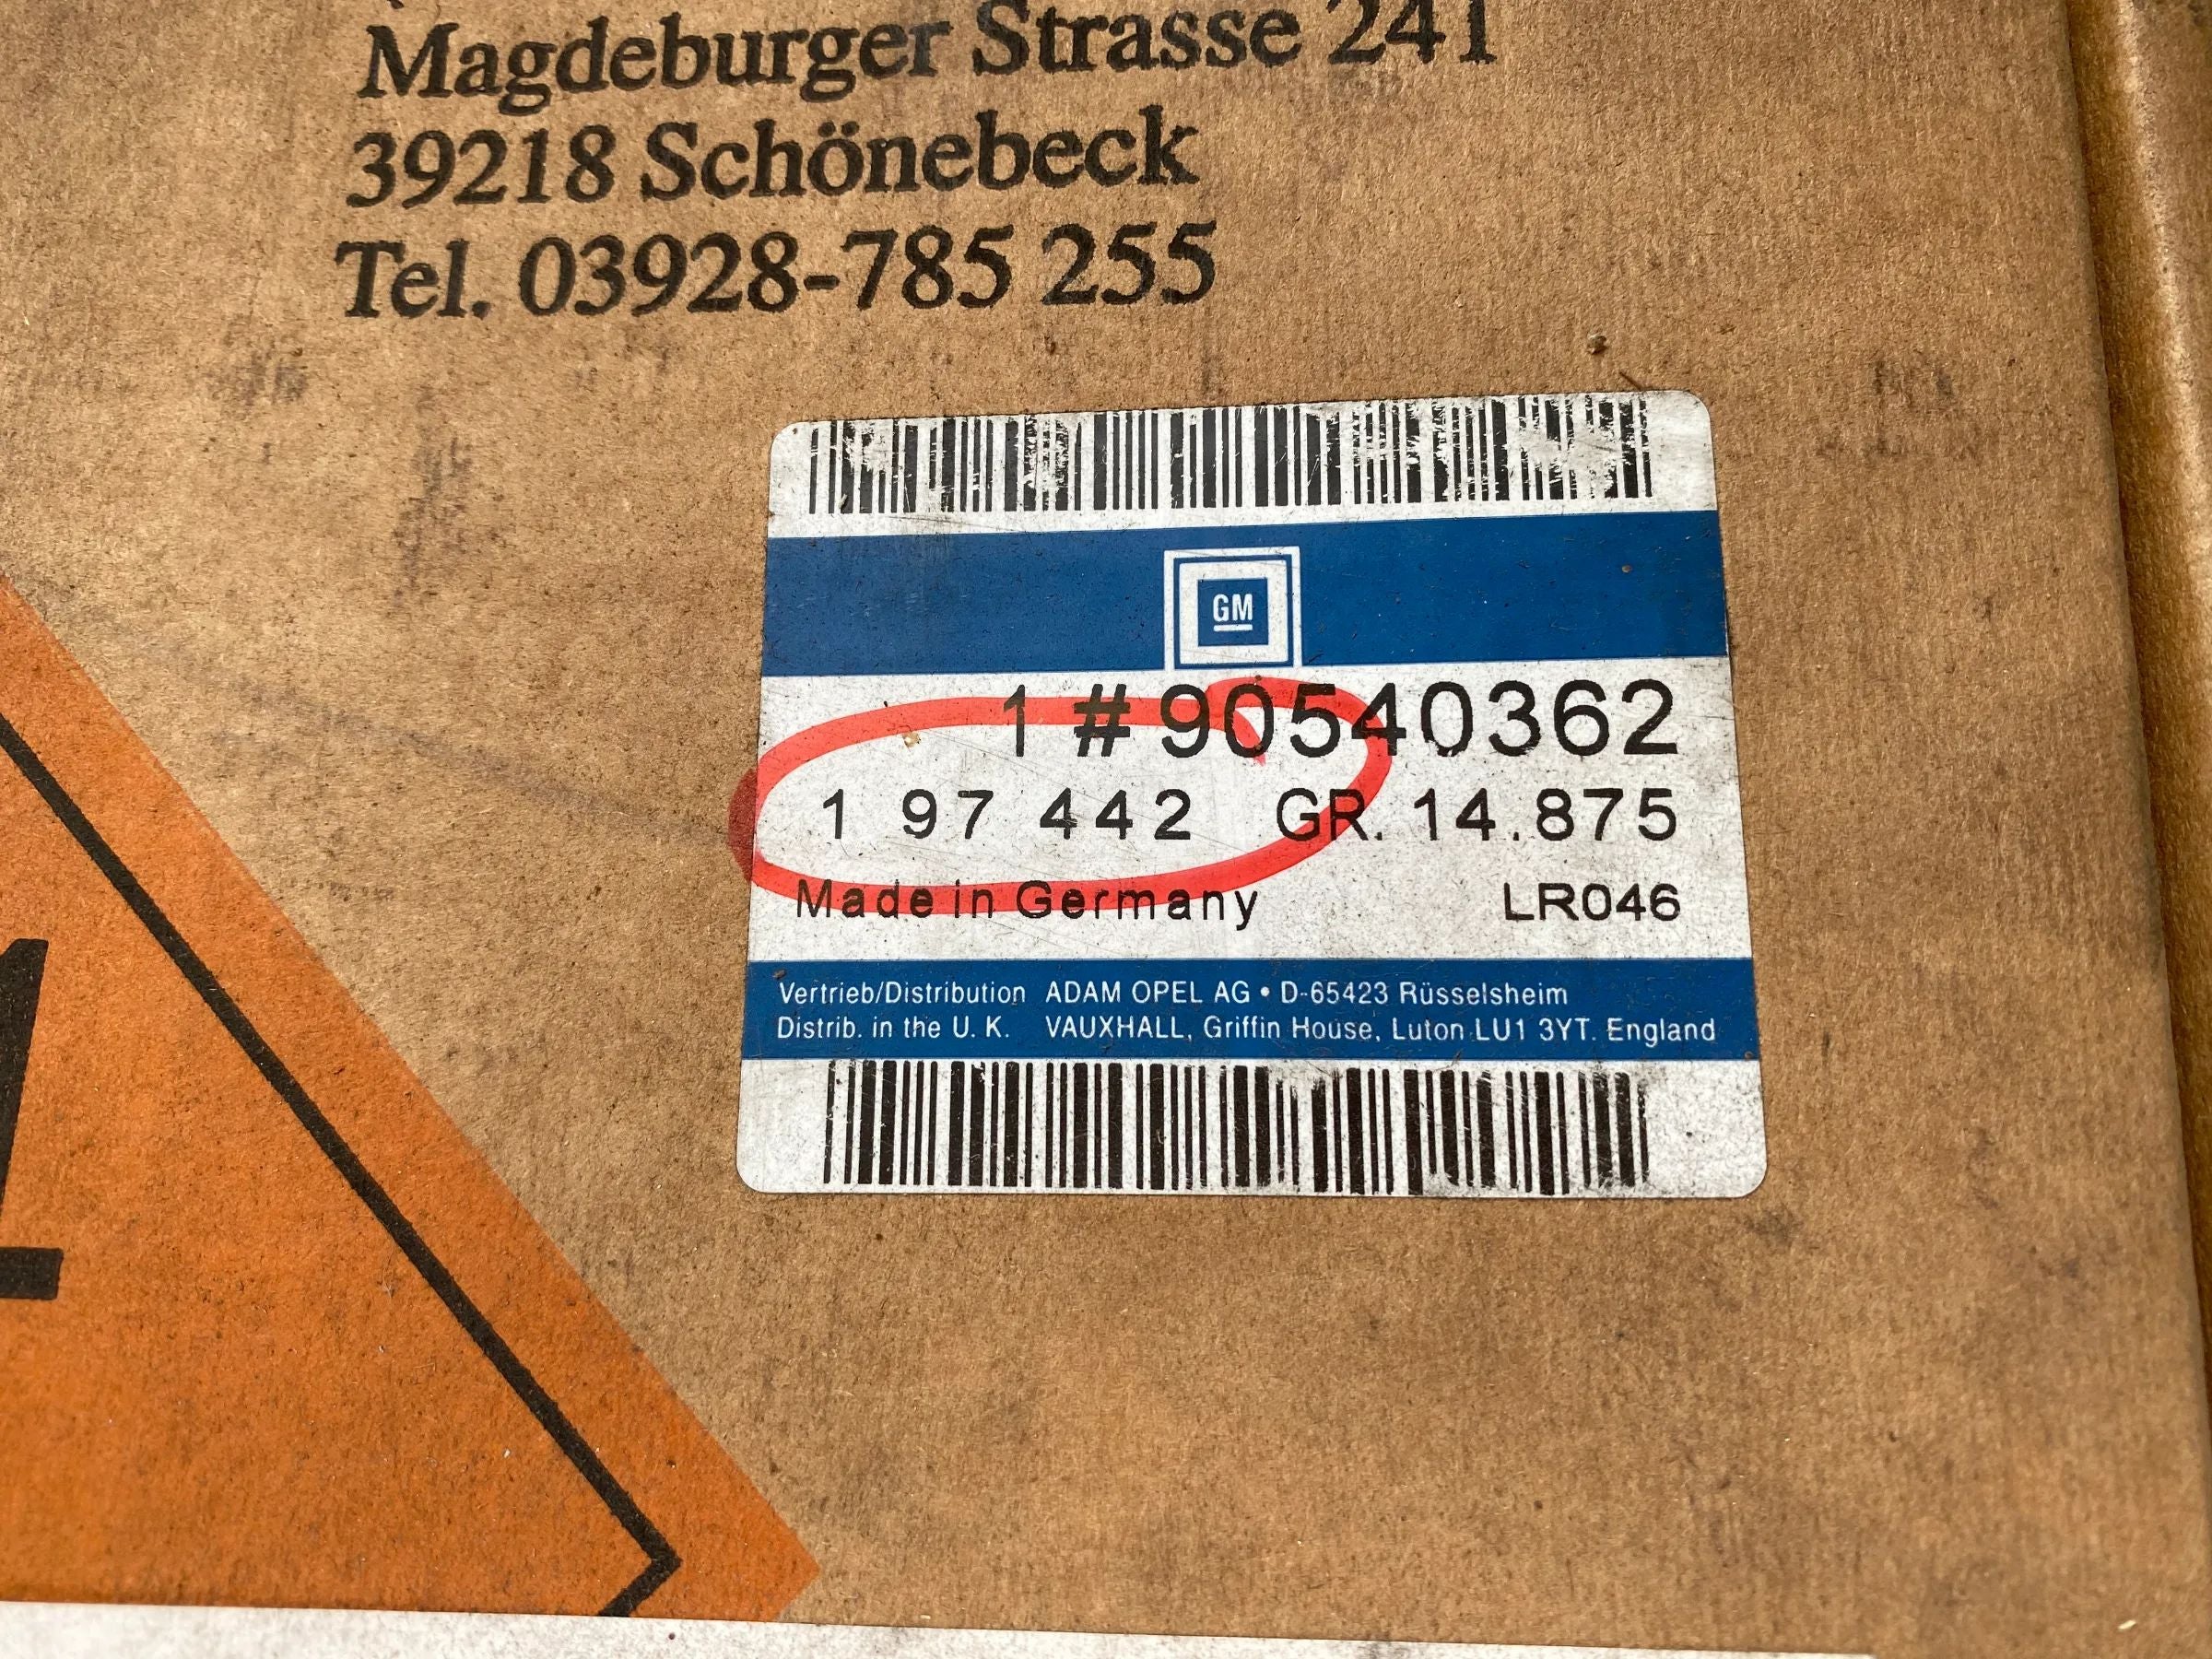 Magdeburger Strasse 241
39218 Schönebeck
Tel. 03928-785 255
GM
1 #90540362
1 97 442 GR. 14.875
Made in Germany LR046
Vertrieb/Distribution ADAM OPEL AG • D-65423 Rüsselsheim
Distrib. in the U. K. VAUXHALL, Griffin House, Luton LU1 3YT. England
1